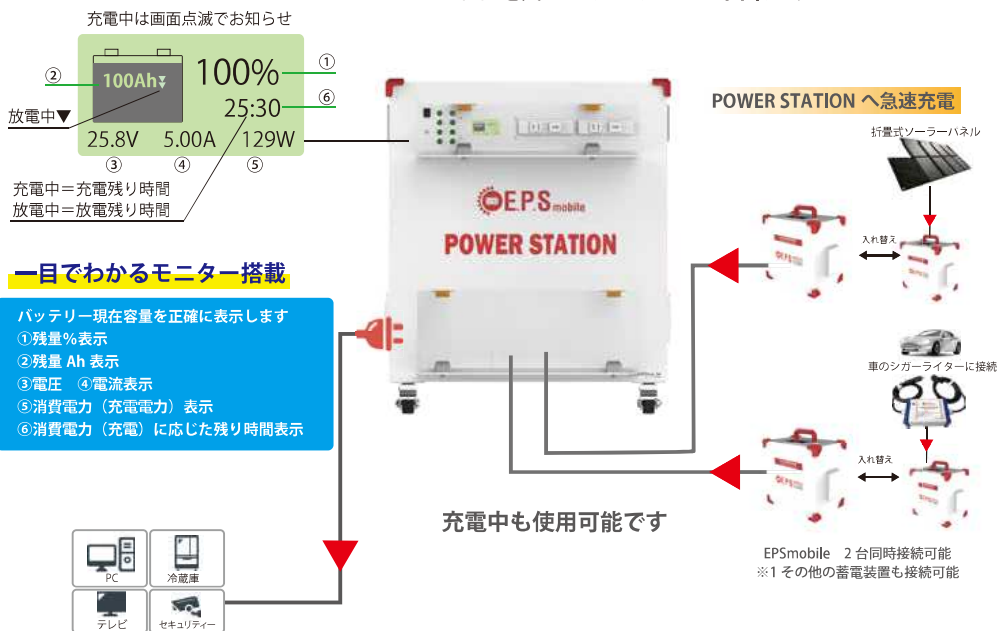 充電中は画面点滅でお知らせ
②
100Ah
100%
①
25:30
⑥
放電中▼
25.8V 5.00A 129W
③ ④ ⑤
充電中＝充電残り時間
放電中＝放電残り時間
一目でわかるモニター搭載
バッテリー現在容量を正確に表示します
①残量％表示
②残量 Ah 表示
③電圧　④電流表示
⑤消費電力（充電電力）表示
⑥消費電力（充電）に応じた残り時間表示
PC
冷蔵庫
テレビ
セキュリティー
E.P.S mobile
POWER STATION
充電中も使用可能です
POWER STATION へ急速充電
折畳式ソーラーパネル
入れ替え
車のシガーライターに接続
入れ替え
EPSmobile　2 台同時接続可能
※1 その他の蓄電装置も接続可能